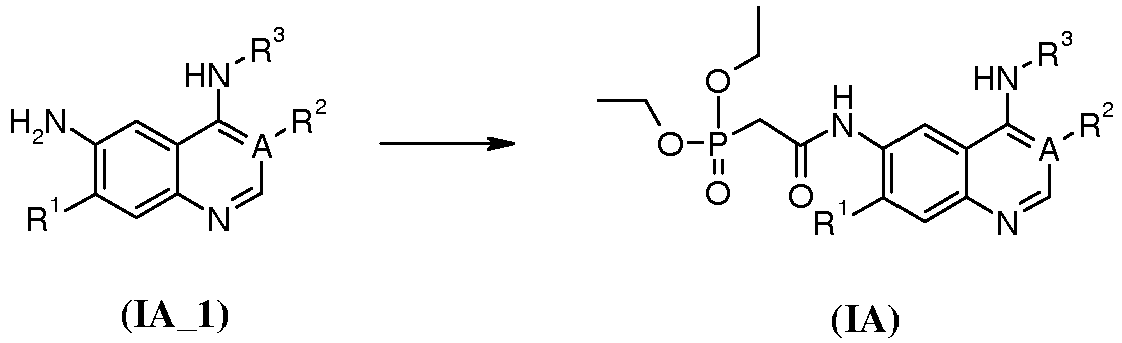 HN R³
H₂N A R²
R¹ N
O
O P O
H
N
O
HN R³
A R²
R¹ N
(IA_1) (IA)